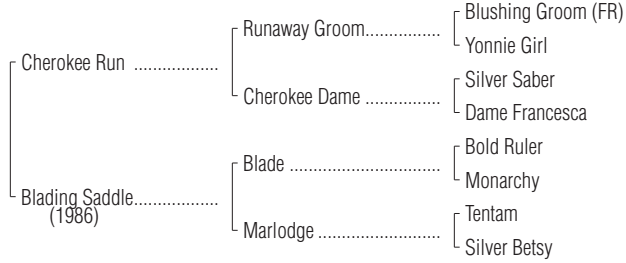 Blushing Groom (FR)
Runaway Groom..................
Yonnie Girl
Cherokee Run ..................
Silver Saber
Cherokee Dame ................
Dame Francesca
Bold Ruler
Blade ....................................
Monarchy
Blading Saddle..................
(1986)
Tentam
Marlodge .............................
Silver Betsy